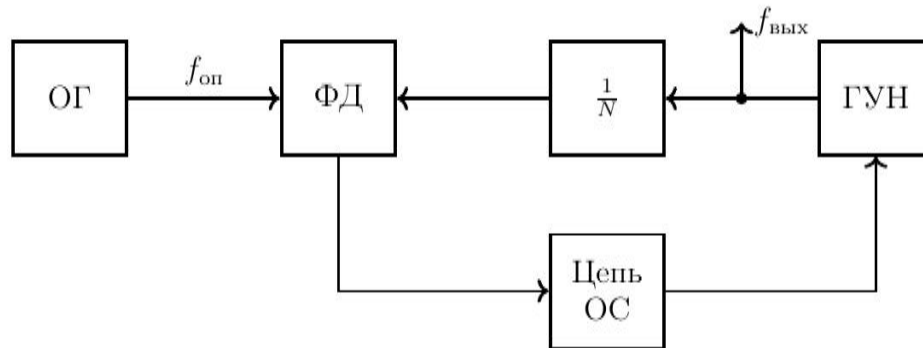 f_вых
ОГ
f_оп
ФД
1/N
ГУН
Цепь
ОС